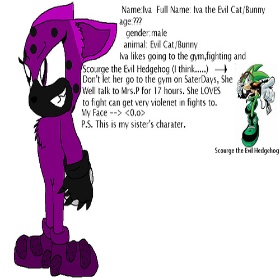 Name:Iva Full Name: Iva the Evil Cat/Bunny
age:???
gender:male
animal: Evil Cat/Bunny
Iva likes going to the gym,fighting and
Scourge the Evil Hedgehog (I think.....) →
Don't let her go to the gym on SaterDays, She
Well talk to Mrs.P for 17 hours. She LOVES
to fight can get very violenet in fights to.
My Face --> <0.o>
P.S. This is my sister's charater.
Scourge the Evil Hedgehog